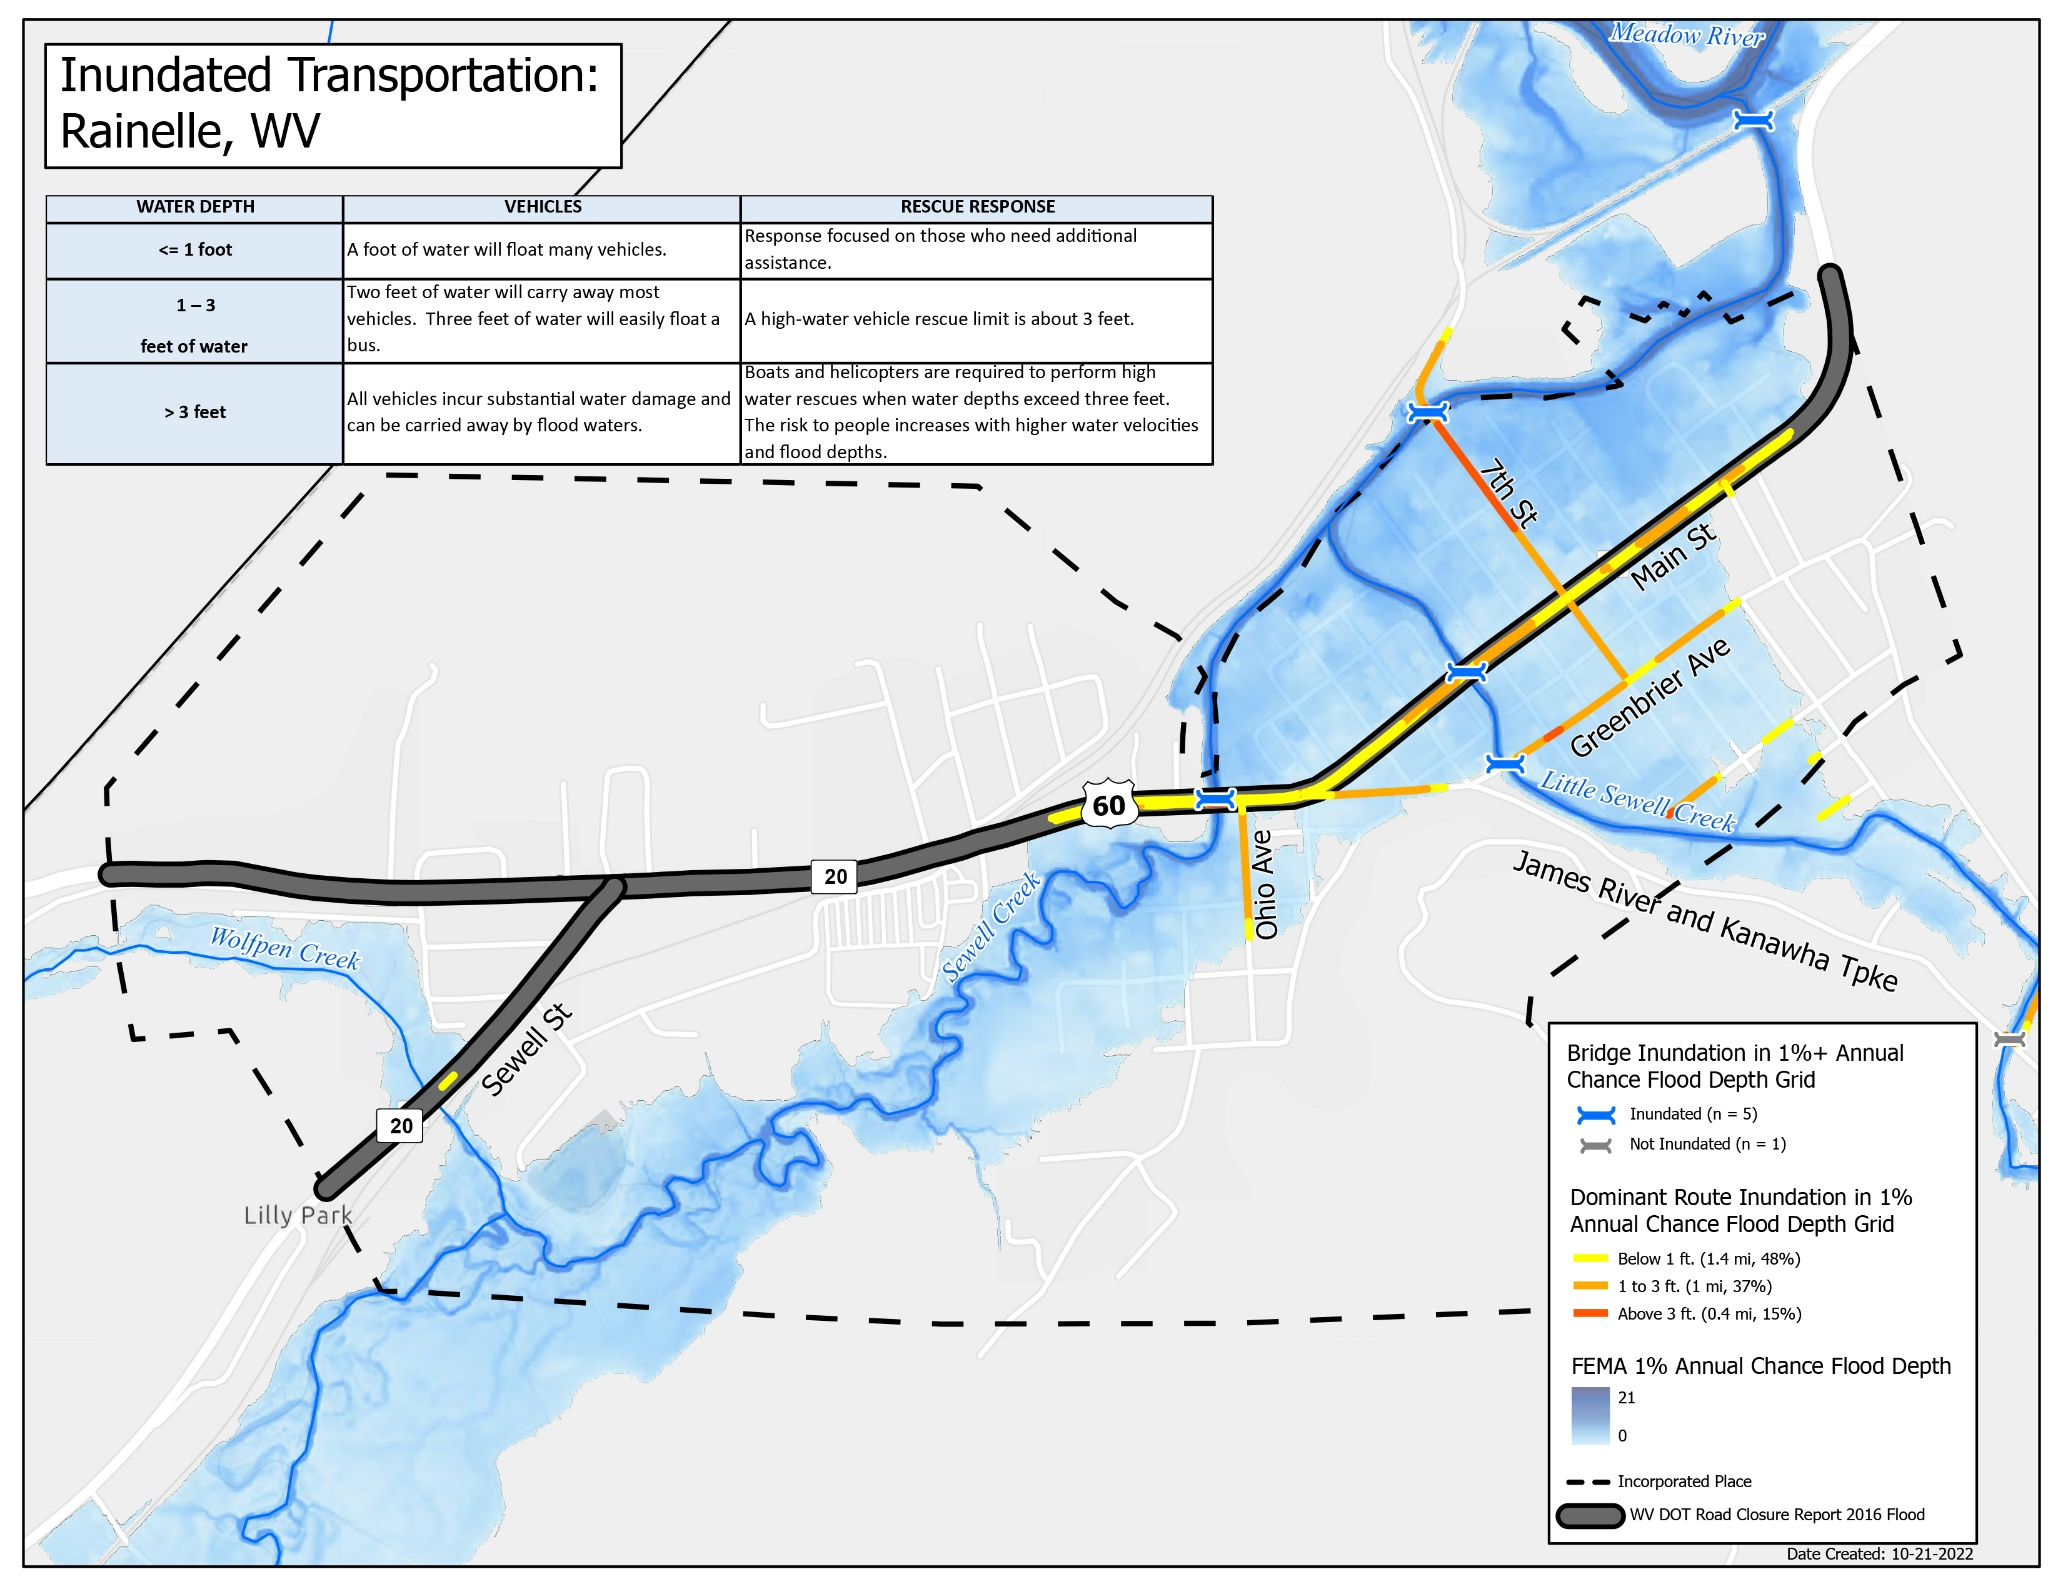 Inundated Transportation:
Rainelle, WV
WATER DEPTH
VEHICLES
RESCUE RESPONSE
<= 1 foot
A foot of water will float many vehicles.
Response focused on those who need additional
assistance.
1 – 3
feet of water
Two feet of water will carry away most
vehicles.  Three feet of water will easily float a
bus.
A high-water vehicle rescue limit is about 3 feet.
> 3 feet
All vehicles incur substantial water damage and
can be carried away by flood waters.
Boats and helicopters are required to perform high
water rescues when water depths exceed three feet.
The risk to people increases with higher water velocities
and flood depths.
Meadow River
7th St
Main St
Greenbrier Ave
Little Sewell Creek
60
20
Ohio Ave
James River and Kanawha Tpke
Sewell Creek
Wolfpen Creek
Sewell St
20
Lilly Park
Bridge Inundation in 1%+ Annual
Chance Flood Depth Grid
Inundated (n = 5)
Not Inundated (n = 1)
Dominant Route Inundation in 1%
Annual Chance Flood Depth Grid
Below 1 ft. (1.4 mi, 48%)
1 to 3 ft. (1 mi, 37%)
Above 3 ft. (0.4 mi, 15%)
FEMA 1% Annual Chance Flood Depth
21
0
Incorporated Place
WV DOT Road Closure Report 2016 Flood
Date Created: 10-21-2022